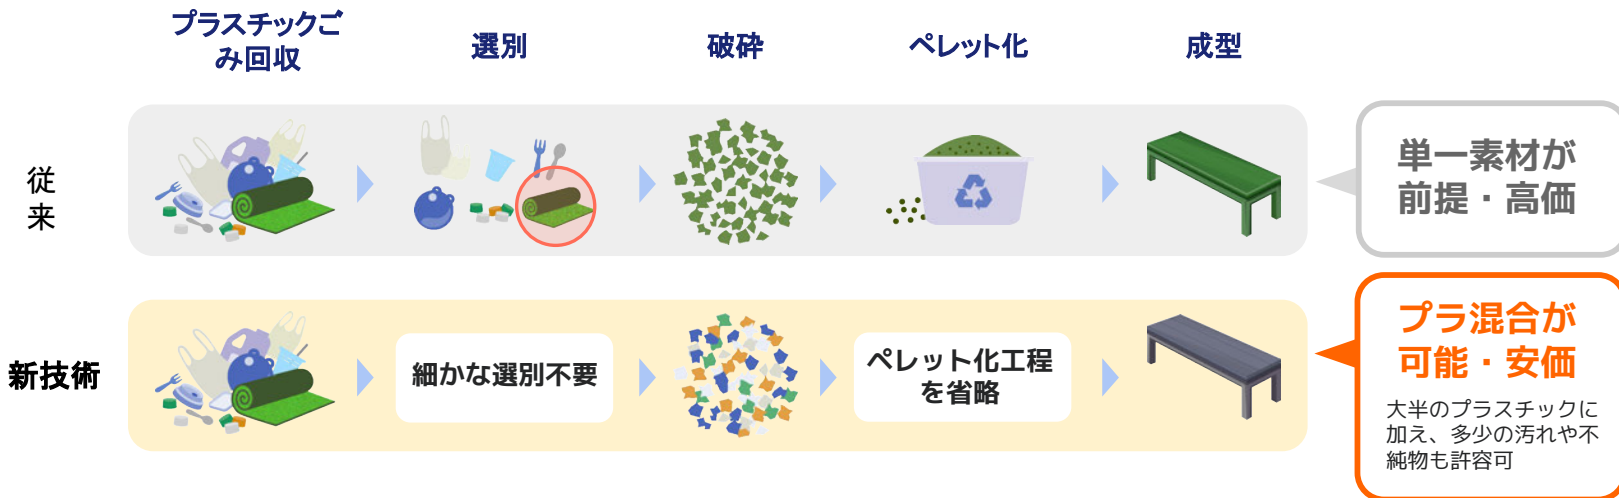 プラスチックご
み回収
選別
破砕
ペレット化
成型
従
来
単一素材が
前提・高価
新技術
細かな選別不要
ペレット化工程
を省略
プラ混合が
可能・安価
大半のプラスチックに
加え、多少の汚れや不
純物も許容可